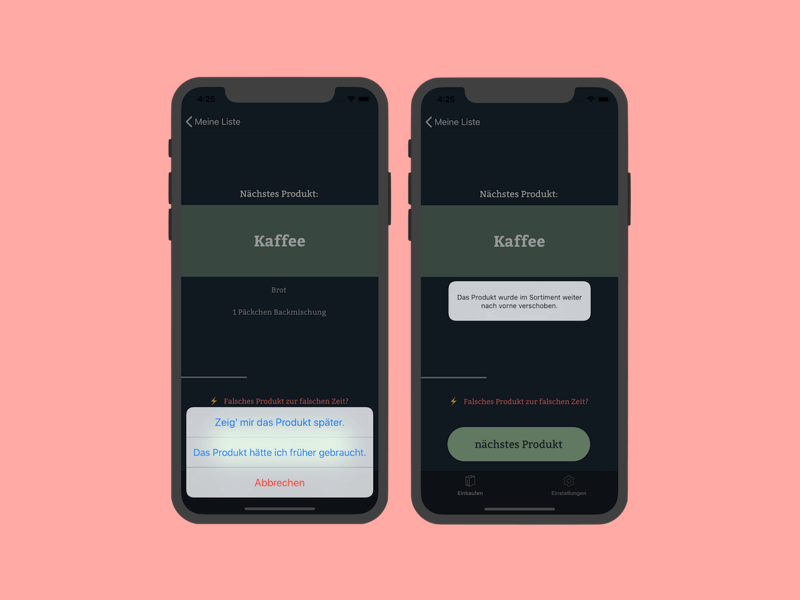 4:25
Meine Liste
Nächstes Produkt:
Kaffee
Brot
1 Päckchen Backmischung
⚡ Falsches Produkt zur falschen Zeit?
Zeig' mir das Produkt später.
Das Produkt hätte ich früher gebraucht.
Abbrechen
4:25
Meine Liste
Nächstes Produkt:
Kaffee
Das Produkt wurde im Sortiment weiter
nach vorne verschoben.
⚡ Falsches Produkt zur falschen Zeit?
nächstes Produkt
Einkaufen
Einstellungen